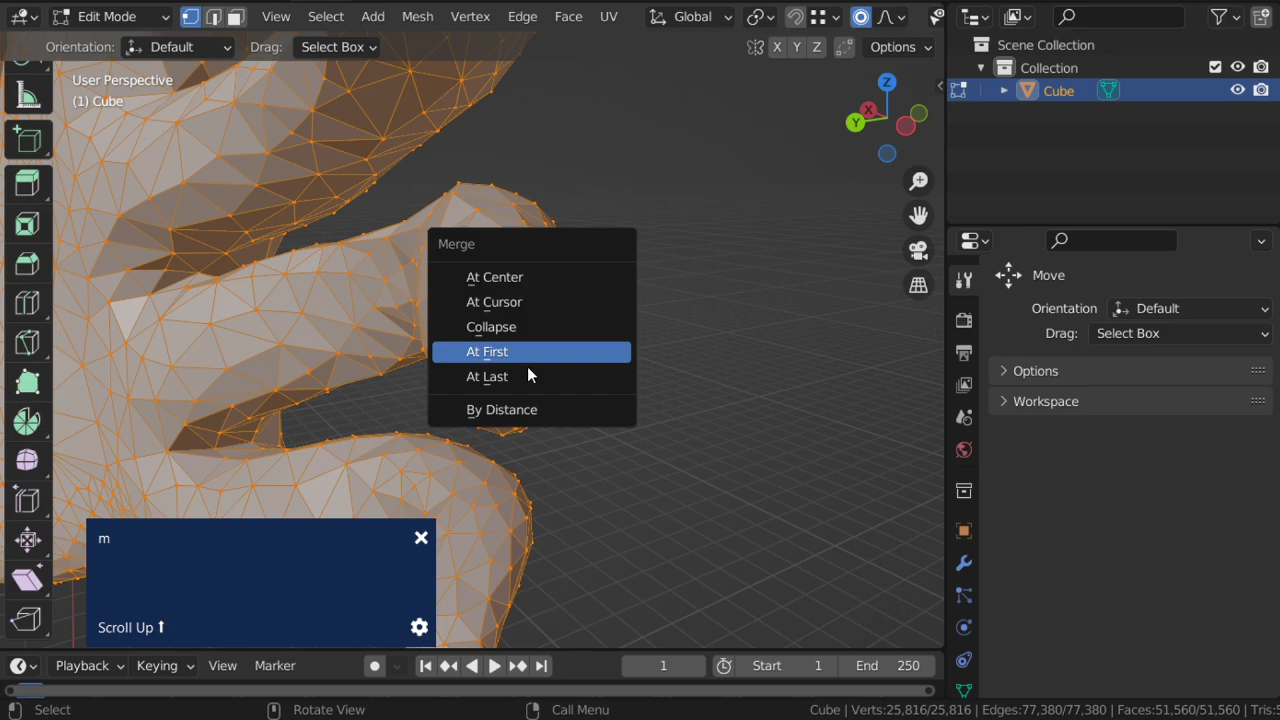 Edit Mode
View
Select
Add
Mesh
Vertex
Edge
Face
UV
Global
Orientation:
Default
Drag:
Select Box
X
Y
Z
Options
User Perspective
(1) Cube
Z
X
Y
Merge
At Center
At Cursor
Collapse
At First
At Last
By Distance
m
Scroll Up
Scene Collection
Collection
Cube
Move
Orientation
Default
Drag:
Select Box
Options
Workspace
Playback
Keying
View
Marker
1
Start
1
End
250
Select
Rotate View
Call Menu
Cube | Verts:25,816/25,816 | Edges:77,380/77,380 | Faces:51,560/51,560 | Tris: